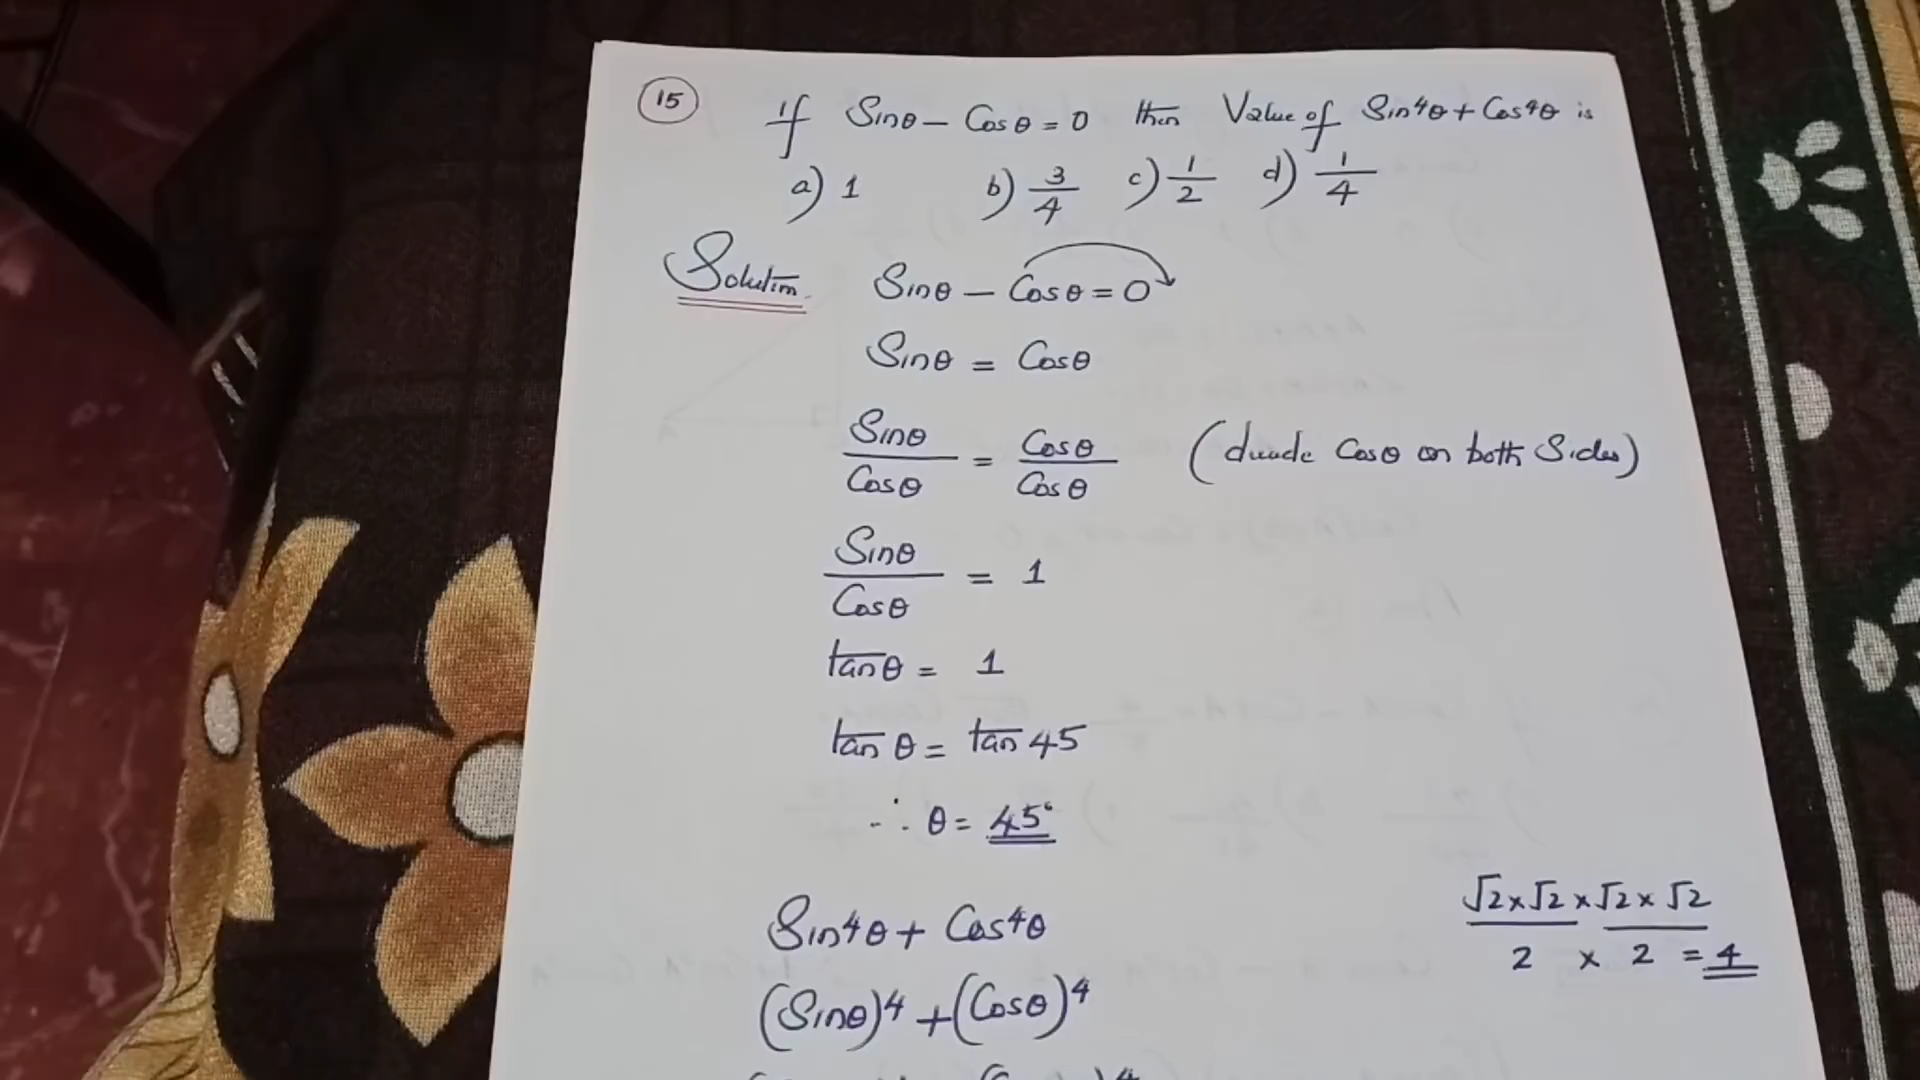 15 If Sinθ - Cosθ = 0 then Value of Sin⁴θ + Cos⁴θ is
a) 1 b) 3/4 c) 1/2 d) 1/4
Solution Sinθ - Cosθ = 0
Sinθ = Cosθ
Sinθ/Cosθ = Cosθ/Cosθ (divide Cosθ on both Sides)
Sinθ/Cosθ = 1
tanθ = 1
tanθ = tan 45
∴ θ = 45°
Sin⁴θ + Cos⁴θ
√2×√2×√2×√2
2 × 2 = 4
(Sinθ)⁴ + (Cosθ)⁴